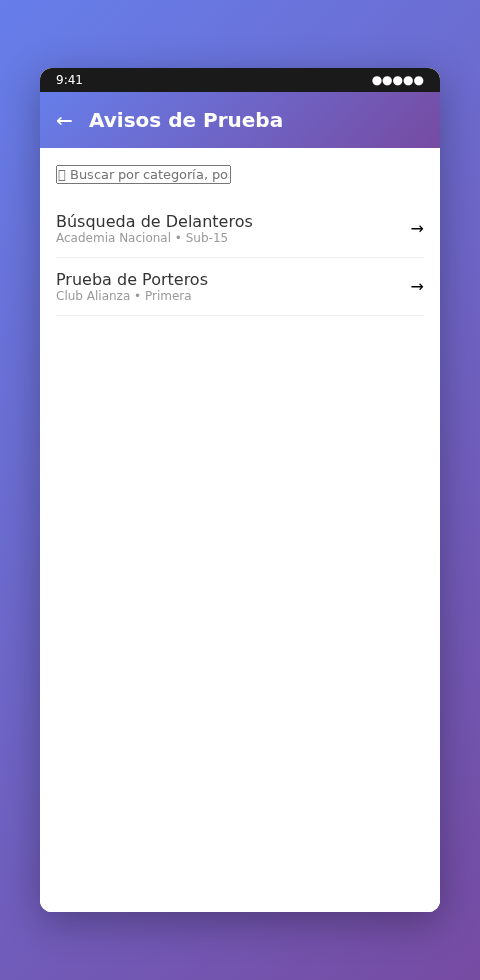 9:41 ●●●●●
← Avisos de Prueba
Buscar por categoría, po
Búsqueda de Delanteros
Academia Nacional • Sub-15
→
Prueba de Porteros
Club Alianza • Primera
→